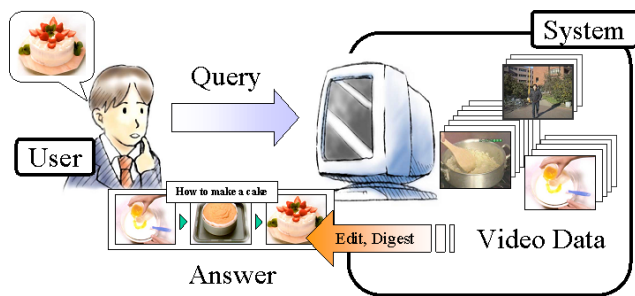 System
Query
User
How to make a cake
Edit, Digest
Video Data
Answer